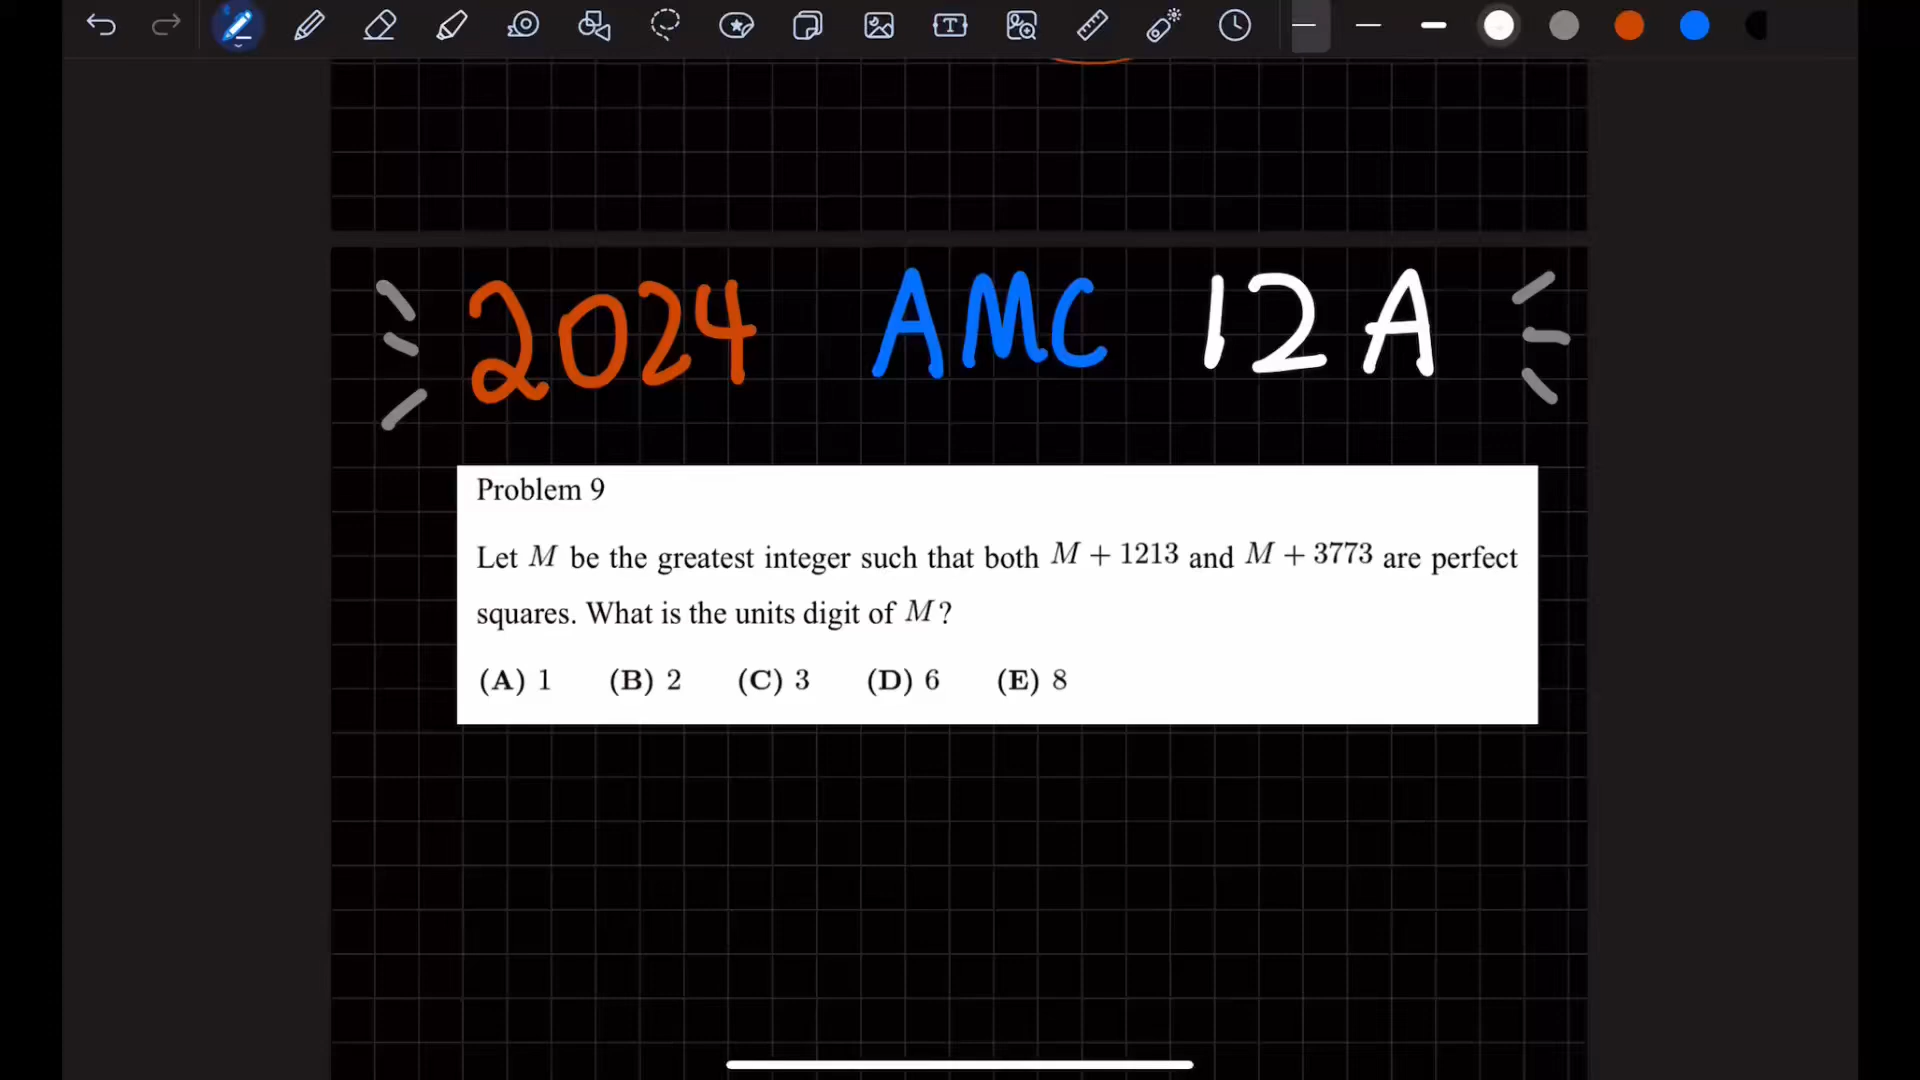 2024 AMC 12 A
Problem 9
Let M be the greatest integer such that both M + 1213 and M + 3773 are perfect
squares. What is the units digit of M?
(A) 1 (B) 2 (C) 3 (D) 6 (E) 8